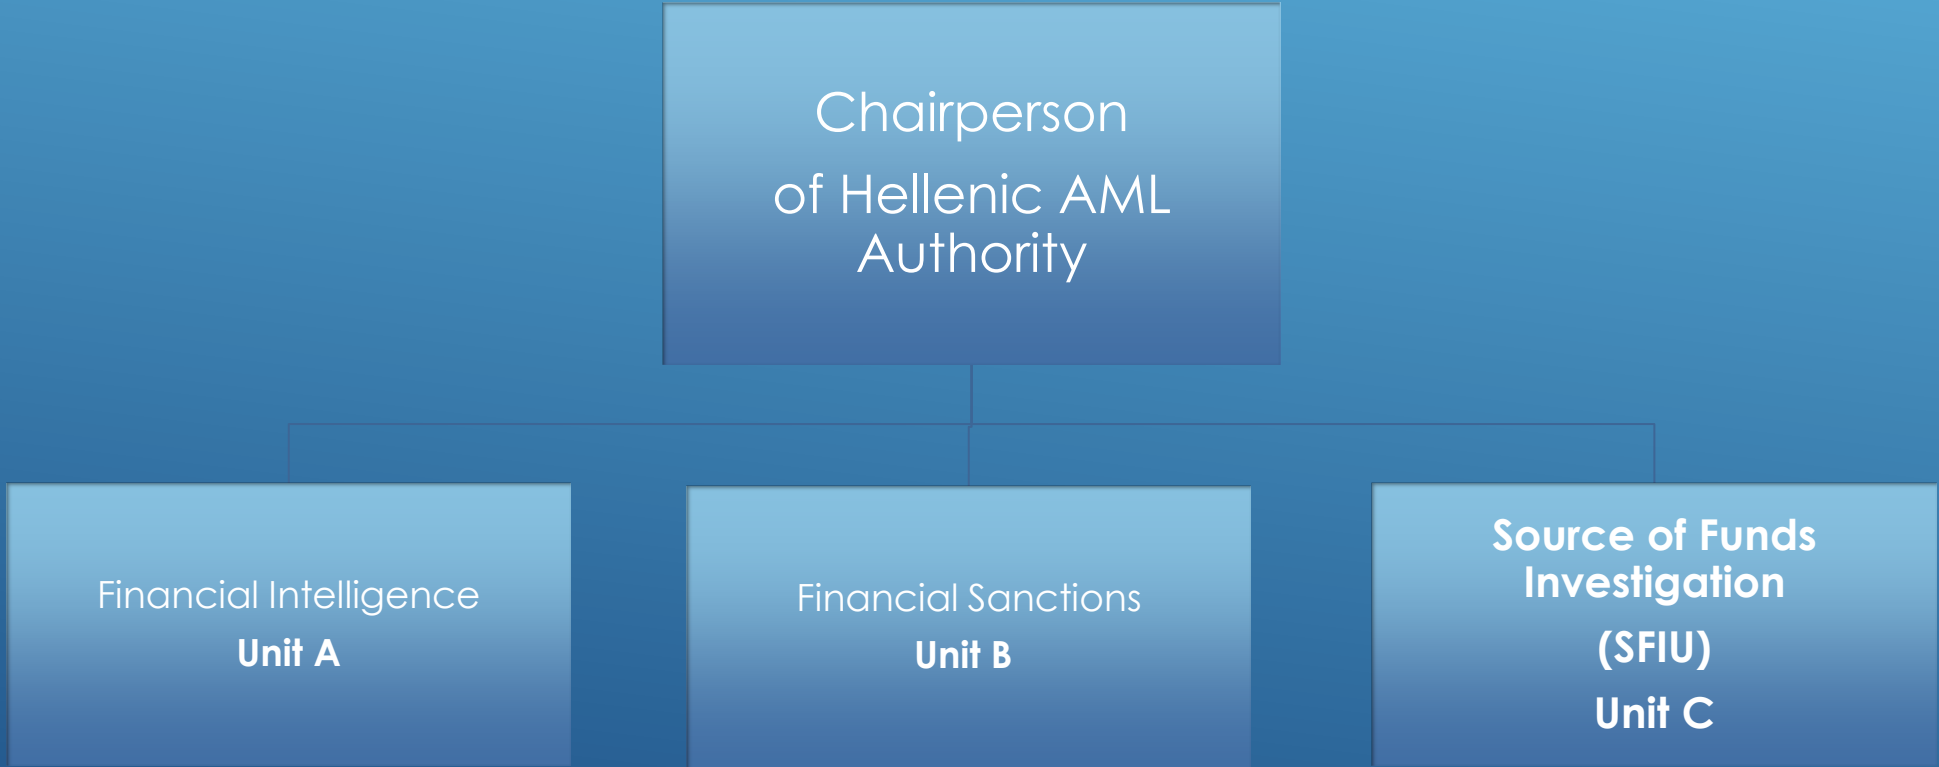 Chairperson
of Hellenic AML
Authority
Financial Intelligence
Unit A
Financial Sanctions
Unit B
Source of Funds
Investigation
(SFIU)
Unit C